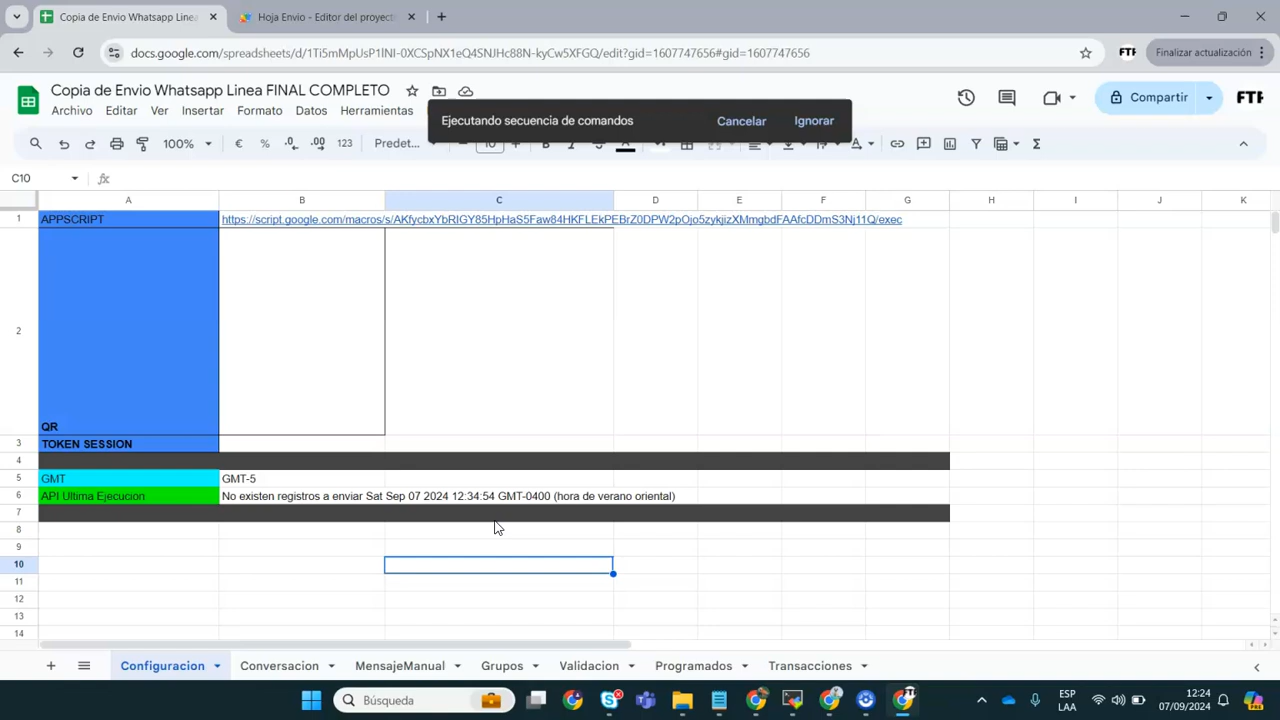 Copia de Envio Whatsapp Linea
Hoja Envio - Editor del proyect
docs.google.com/spreadsheets/d/1Ti5mMpUsP1lNI-0XCSpNX1eQ4SNJHc88N-kyCw5XFGQ/edit?gid=1607747656#gid=1607747656
Finalizar actualización
Copia de Envio Whatsapp Linea FINAL COMPLETO
Compartir
Archivo Editar Ver Insertar Formato Datos Herramientas
Ejecutando secuencia de comandos Cancelar Ignorar
100% € % .0 .00 123 Predet... 10
C10 fx
A B C D E F G H I J K
1 APPSCRIPT https://script.google.com/macros/s/AKfycbxYbRIGY85HpHaS5Faw84HKFLEkPEBrZ0DPW2pOjo5zykjizXMmgbdFAAfcDDmS3Nj11Q/exec
2 QR
3 TOKEN SESSION
4
5 GMT GMT-5
6 API Ultima Ejecucion No existen registros a enviar Sat Sep 07 2024 12:34:54 GMT-0400 (hora de verano oriental)
7
8
9
10
11
12
13
14
Configuracion Conversacion MensajeManual Grupos Validacion Programados Transacciones
Búsqueda
ESP
LAA
12:24
07/09/2024